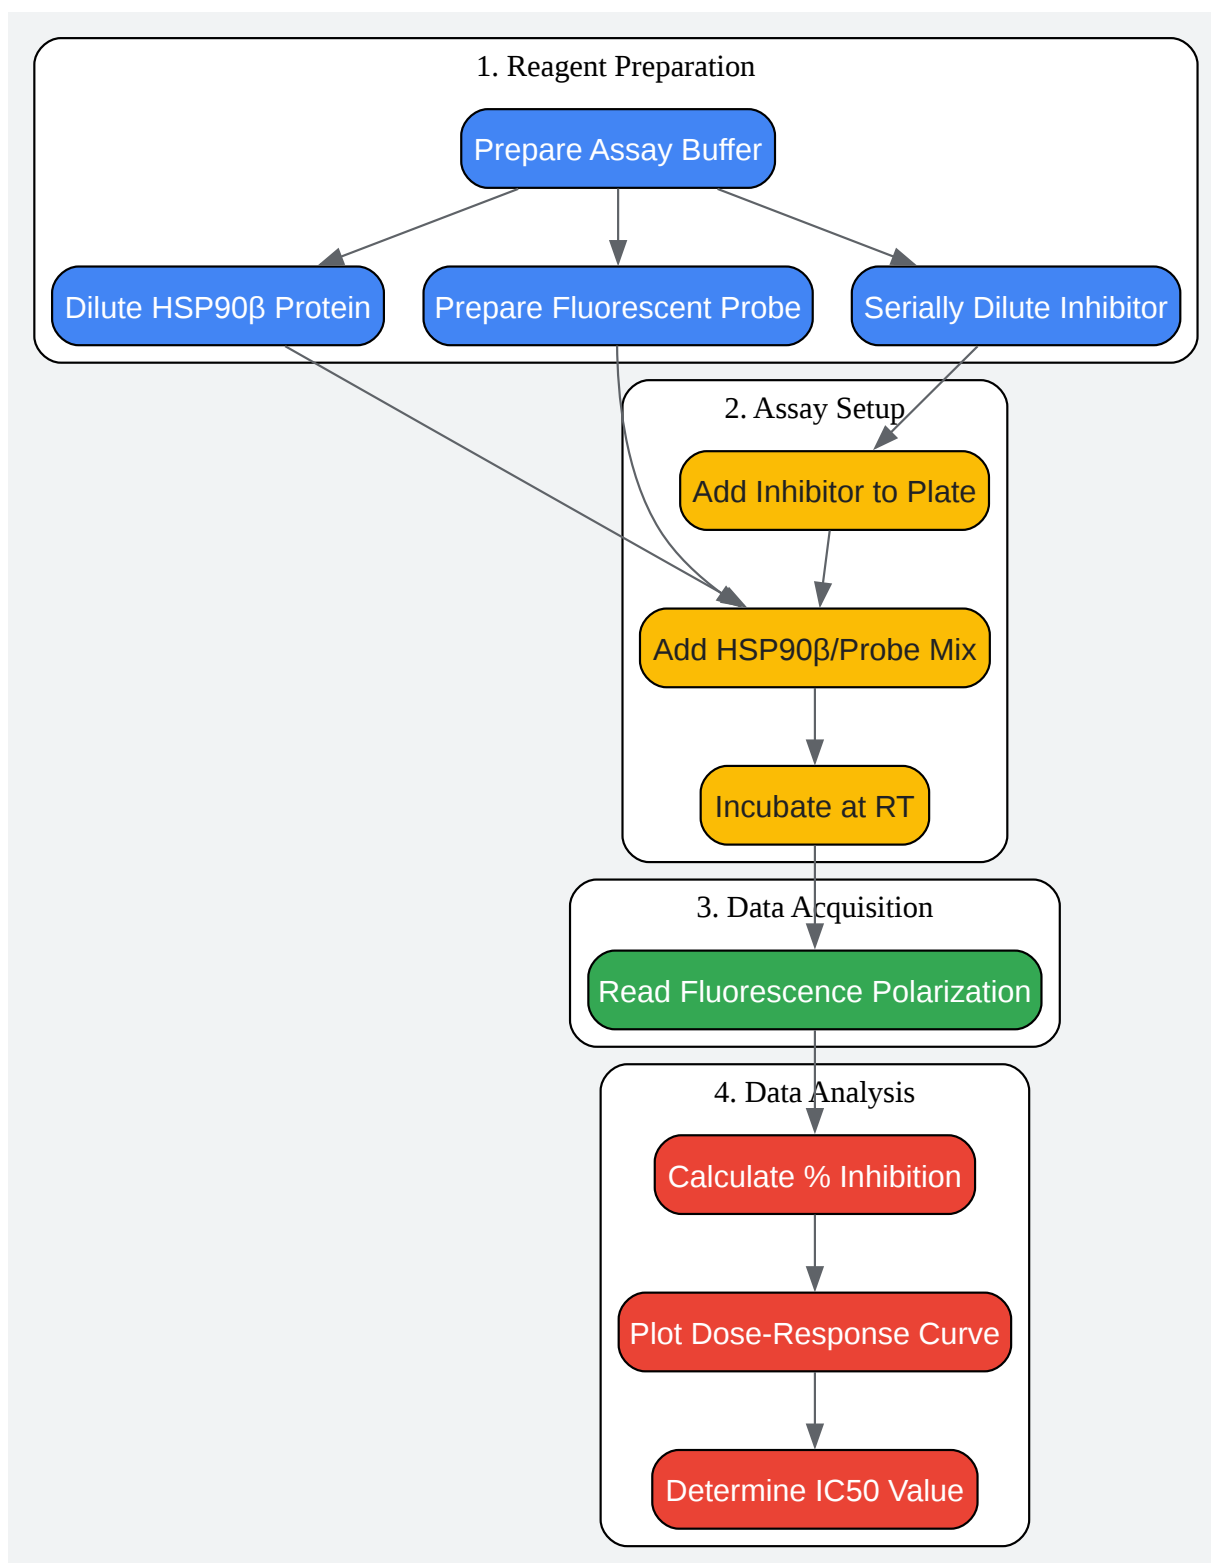 1. Reagent Preparation
Prepare Assay Buffer
Dilute HSP90β Protein
Prepare Fluorescent Probe
Serially Dilute Inhibitor
2. Assay Setup
Add Inhibitor to Plate
Add HSP90β/Probe Mix
Incubate at RT
3. Data Acquisition
Read Fluorescence Polarization
4. Data Analysis
Calculate % Inhibition
Plot Dose-Response Curve
Determine IC50 Value